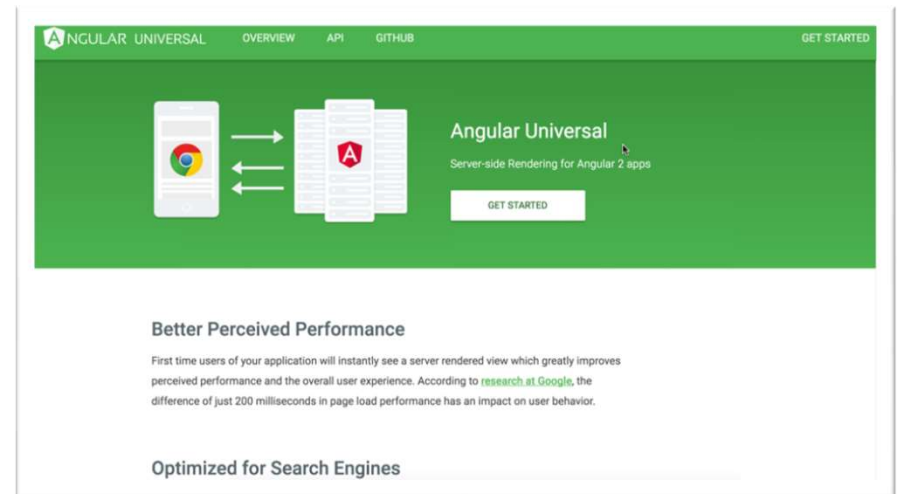 ANGULAR UNIVERSAL OVERVIEW API GITHUB GET STARTED
Angular Universal
Server-side Rendering for Angular 2 apps
GET STARTED
Better Perceived Performance
First time users of your application will instantly see a server rendered view which greatly improves
perceived performance and the overall user experience. According to research at Google, the
difference of just 200 milliseconds in page load performance has an impact on user behavior.
Optimized for Search Engines